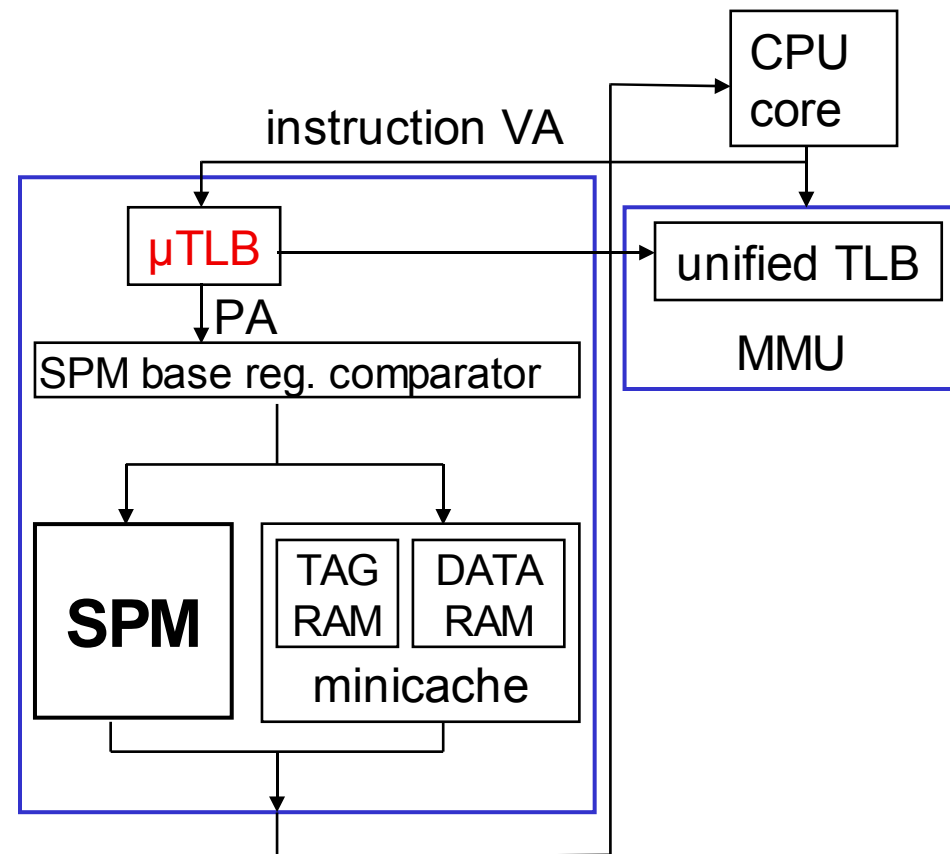 CPU
core
instruction VA
µTLB
unified TLB
PA
MMU
SPM base reg. comparator
SPM
TAG
RAM
DATA
RAM
minicache